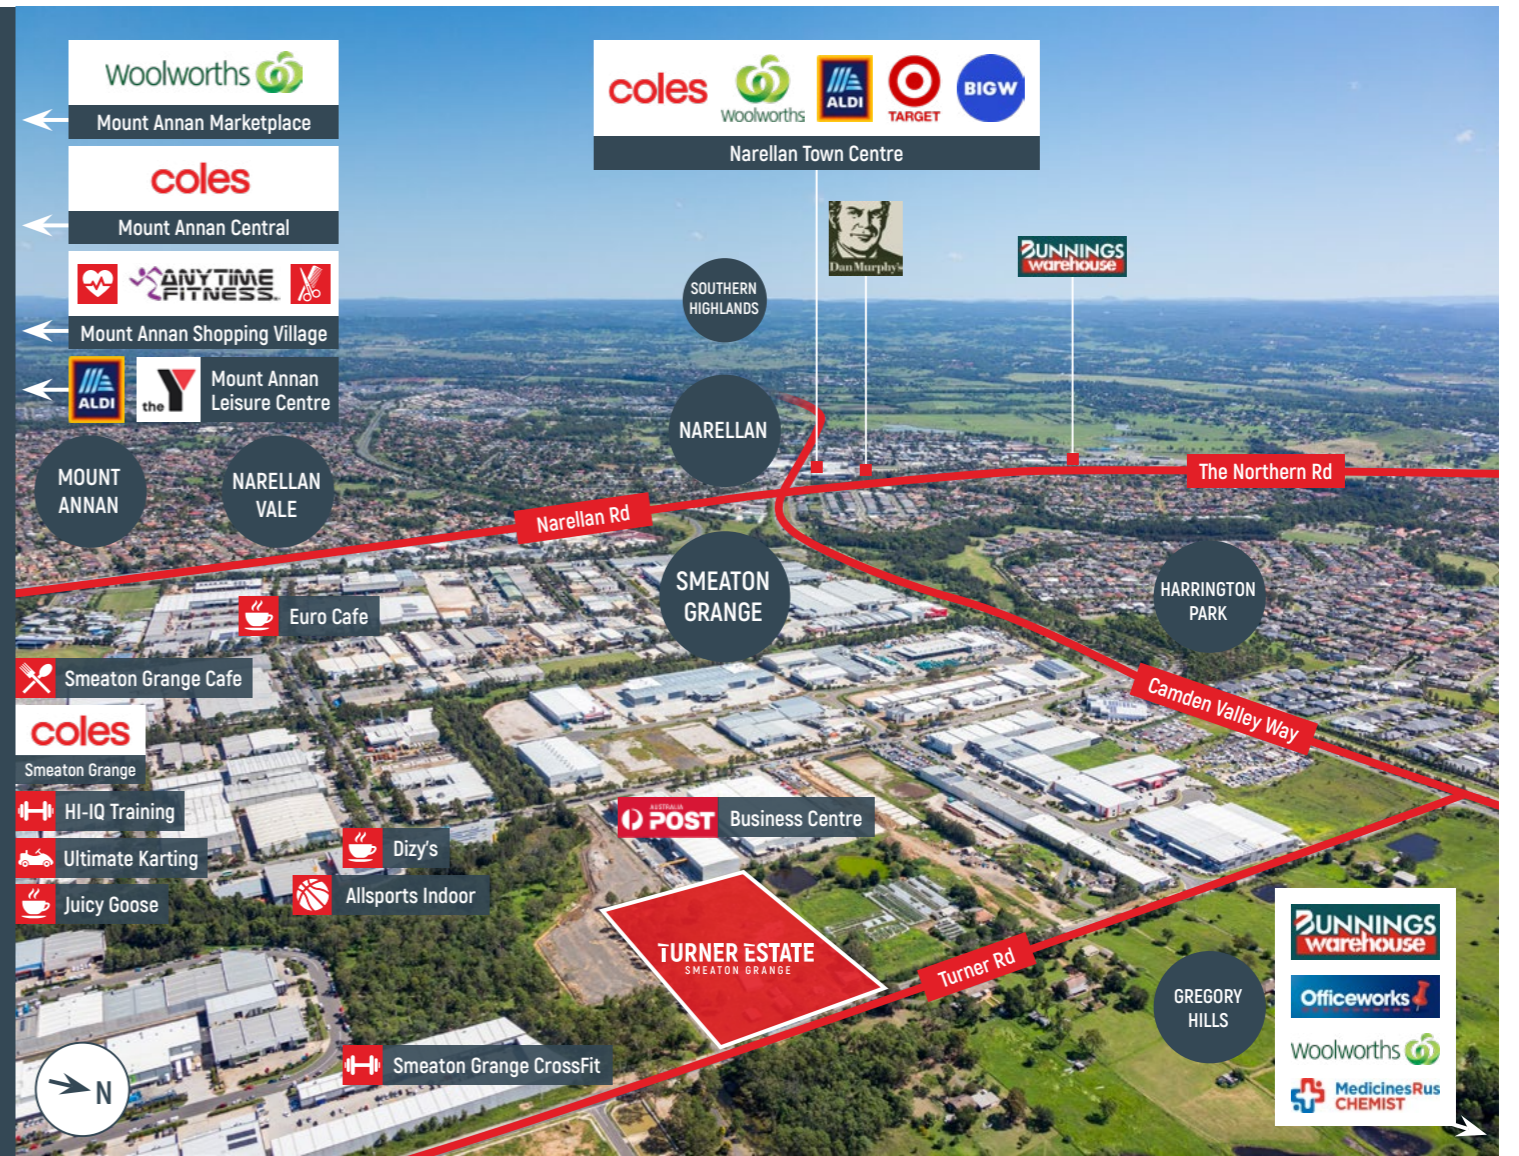 Woolworths
Mount Annan Marketplace
coles
Mount Annan Central
ANYTIME
FITNESS
Mount Annan Shopping Village
ALDI
the Y
Mount Annan
Leisure Centre
coles
Woolworths
ALDI
TARGET
BIG W
Narellan Town Centre
Dan Murphy's
BUNNINGS
warehouse
SOUTHERN
HIGHLANDS
NARELLAN
MOUNT
ANNAN
NARELLAN
VALE
Narellan Rd
The Northern Rd
SMEATON
GRANGE
HARRINGTON
PARK
Euro Cafe
Smeaton Grange Cafe
Camden Valley Way
coles
Smeaton Grange
HI-IQ Training
Ultimate Karting
Juicy Goose
Dizy's
Allsports Indoor
AUSTRALIA
POST
Business Centre
TURNER ESTATE
SMEATON GRANGE
Turner Rd
Smeaton Grange CrossFit
GREGORY
HILLS
BUNNINGS
warehouse
Officeworks
Woolworths
MedicinesRus
CHEMIST
N